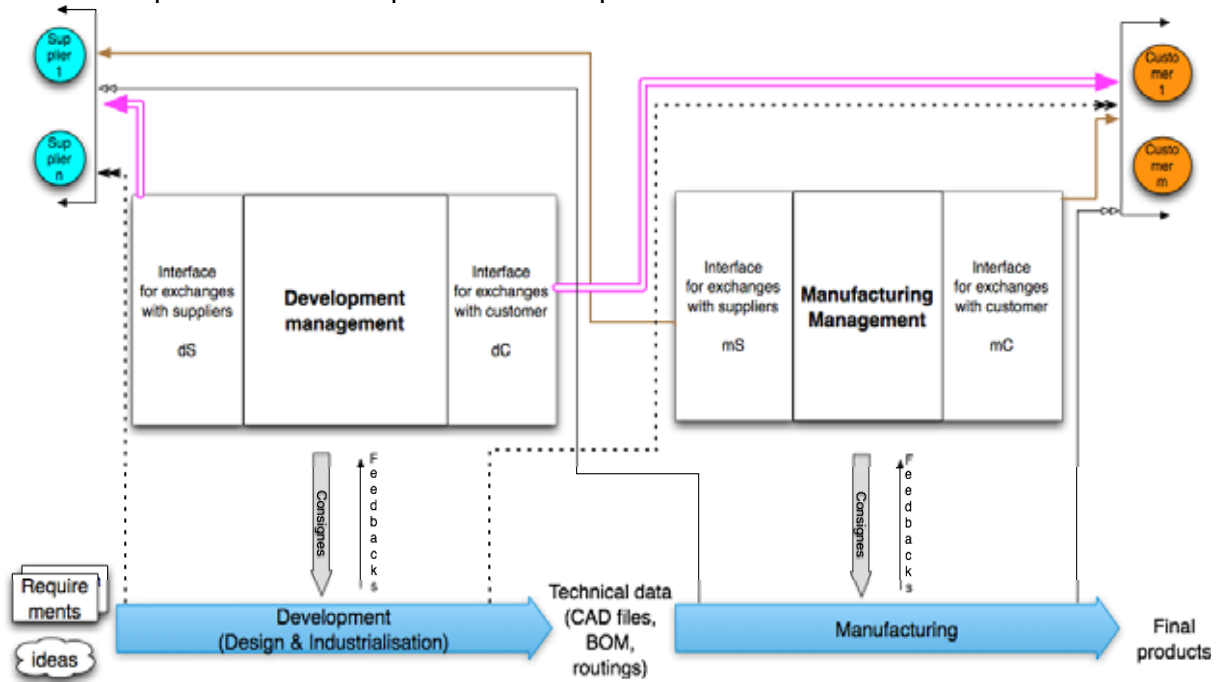 Sup
plier
1
Sup
plier
n
Custo
mer
1
Custo
mer
m
Interface
for exchanges
with suppliers
dS
Development
management
Interface
for exchanges
with customer
dC
Interface
for exchanges
with suppliers
mS
Manufacturing
Management
Interface
for exchanges
with customer
mC
Consignes
Feedbacks
Consignes
Feedbacks
Require
ments
ideas
Development
(Design & Industrialisation)
Technical data
(CAD files,
BOM,
routings)
Manufacturing
Final
products